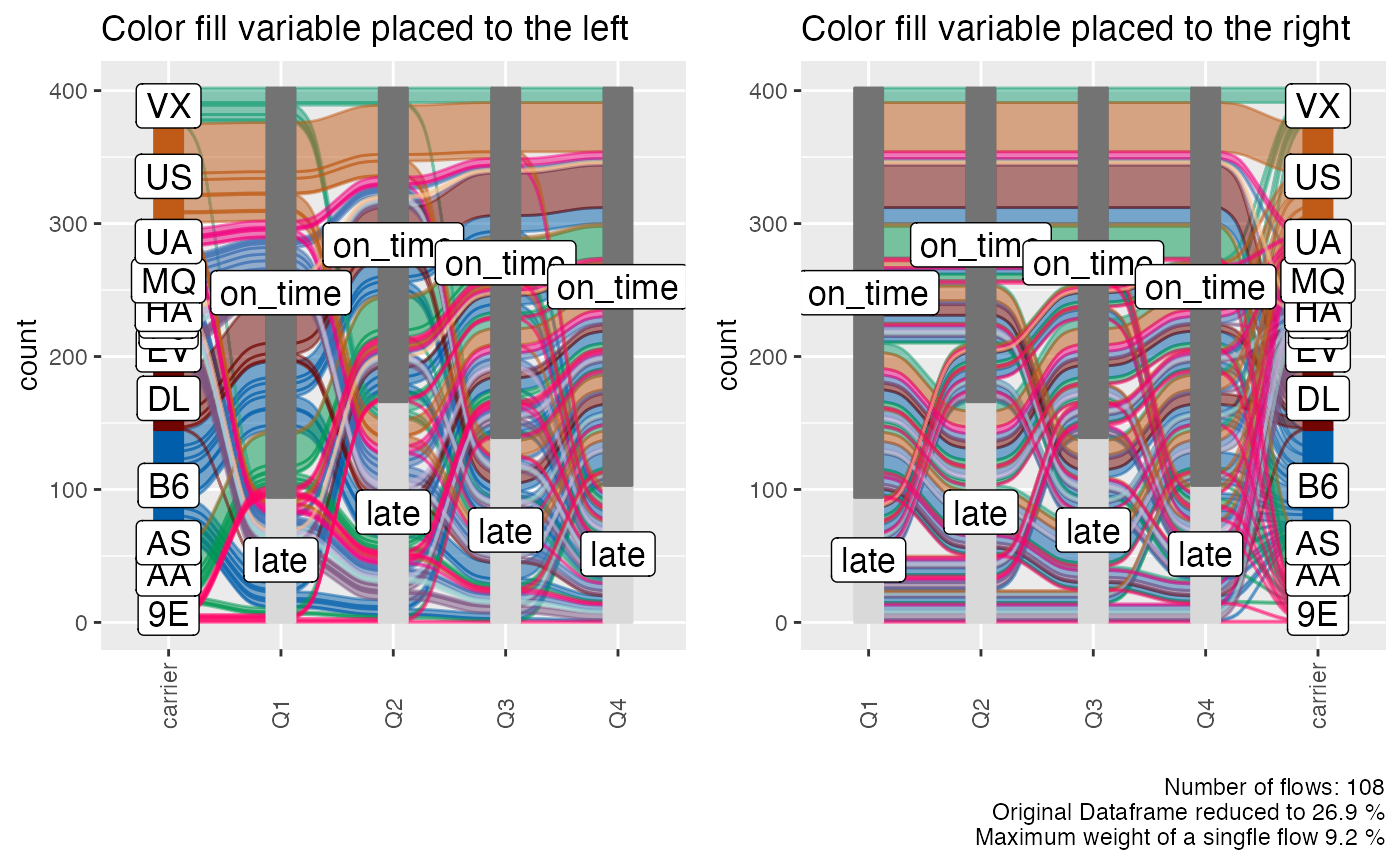 Color fill variable placed to the left
Color fill variable placed to the right
count
400
300
200
100
0
VX
US
UA
MQ
HA
EV
DL
B6
AS
AA
9E
on_time
late
on_time
late
on_time
late
on_time
late
carrier
Q1
Q2
Q3
Q4
count
400
300
200
100
0
on_time
late
on_time
late
on_time
late
on_time
late
VX
US
UA
MQ
HA
EV
DL
B6
AS
AA
9E
Q1
Q2
Q3
Q4
carrier
Number of flows: 108
Original Dataframe reduced to 26.9 %
Maximum weight of a singfle flow 9.2 %